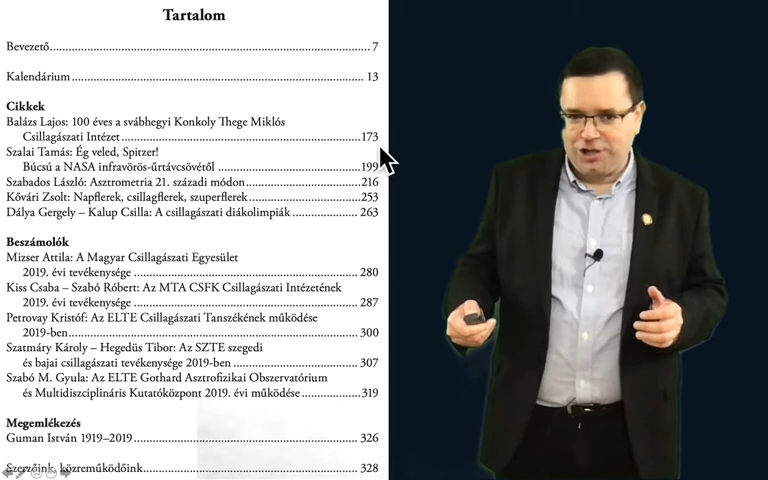 Tartalom
Bevezető.......................................................................................... 7
Kalendárium .................................................................................... 13
Cikkek
Balázs Lajos: 100 éves a svábhegyi Konkoly Thege Miklós
Csillagászati Intézet ................................................................173
Szalai Tamás: Ég veled, Spitzer!
Búcsú a NASA infravörös-űrtávcsövétől ........................................199
Szabados László: Asztrometria 21. századi módon.............................216
Kővári Zsolt: Napflerek, csillagflerek, szuperflerek............................253
Dálya Gergely – Kalup Csilla: A csillagászati diákolimpiák .................263
Beszámolók
Mizser Attila: A Magyar Csillagászati Egyesület
2019. évi tevékenysége ............................................................ 280
Kiss Csaba – Szabó Róbert: Az MTA CSFK Csillagászati Intézetének
2019. évi tevékenysége ............................................................ 287
Petrovay Kristóf: Az ELTE Csillagászati Tanszékének működése
2019-ben................................................................................ 300
Szatmáry Károly – Hegedüs Tibor: Az SZTE szegedi
és bajai csillagászati tevékenysége 2019-ben ................................ 307
Szabó M. Gyula: Az ELTE Gothard Asztrofizikai Obszervatórium
és Multidiszciplináris Kutatóközpont 2019. évi működése ................319
Megemlékezés
Guman István 1919–2019............................................................. 326
Szerzőink, közreműködőink........................................................... 328